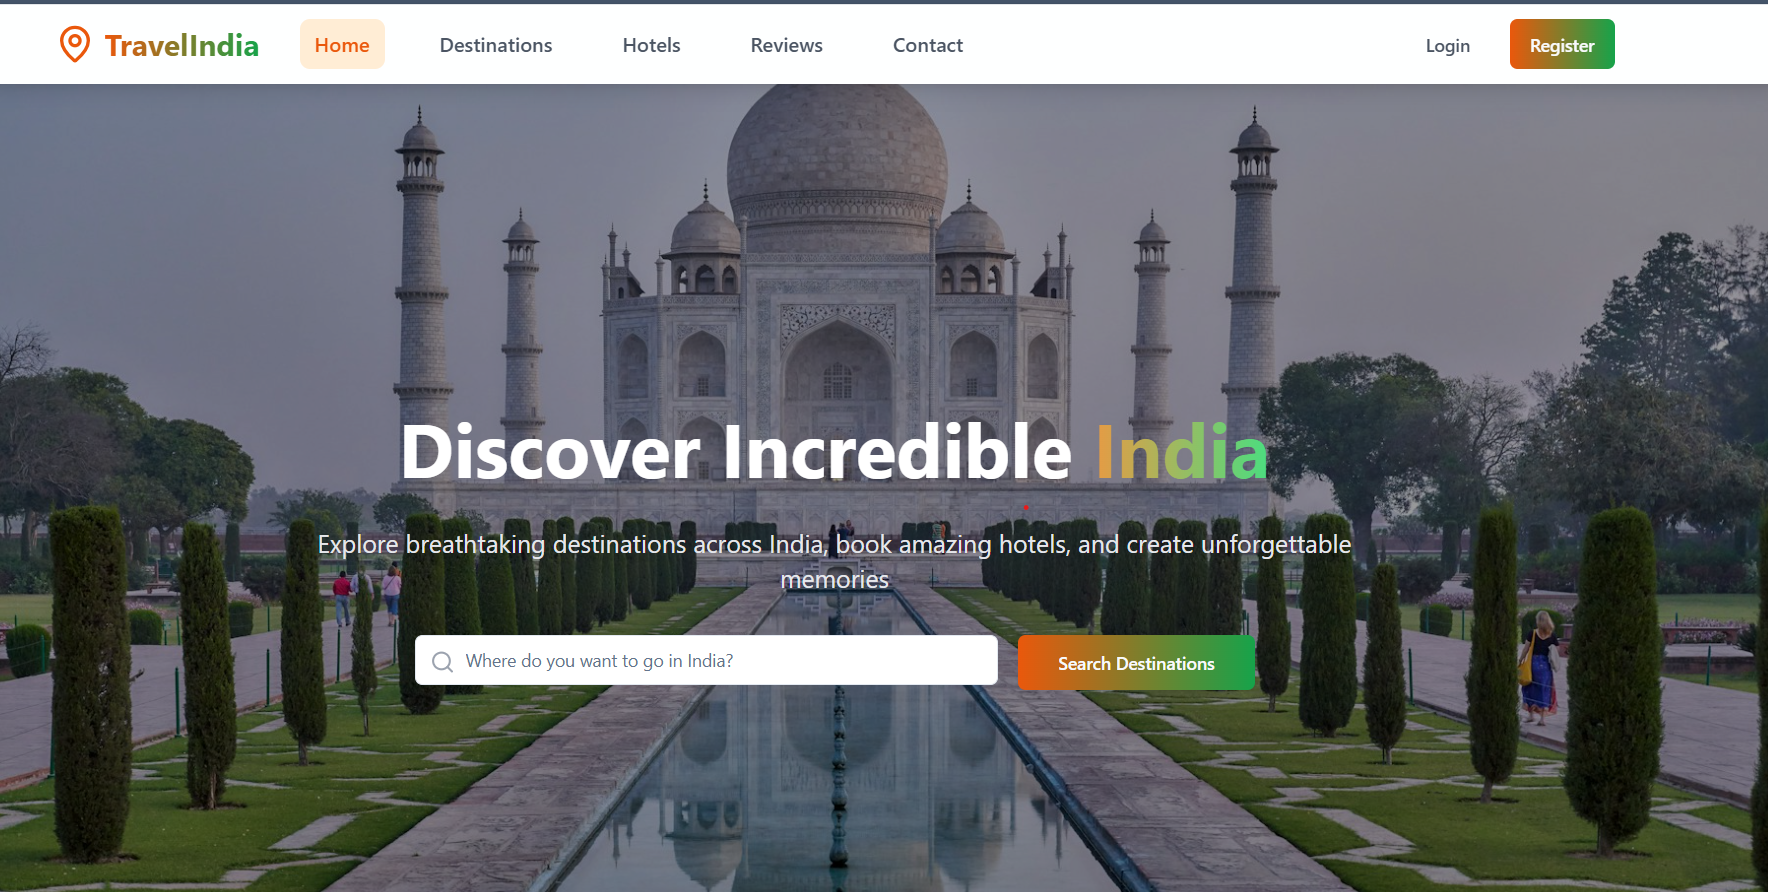 TravelIndia
Home
Destinations
Hotels
Reviews
Contact
Login
Register
Discover Incredible India
Explore breathtaking destinations across India, book amazing hotels, and create unforgettable
memories
Where do you want to go in India?
Search Destinations